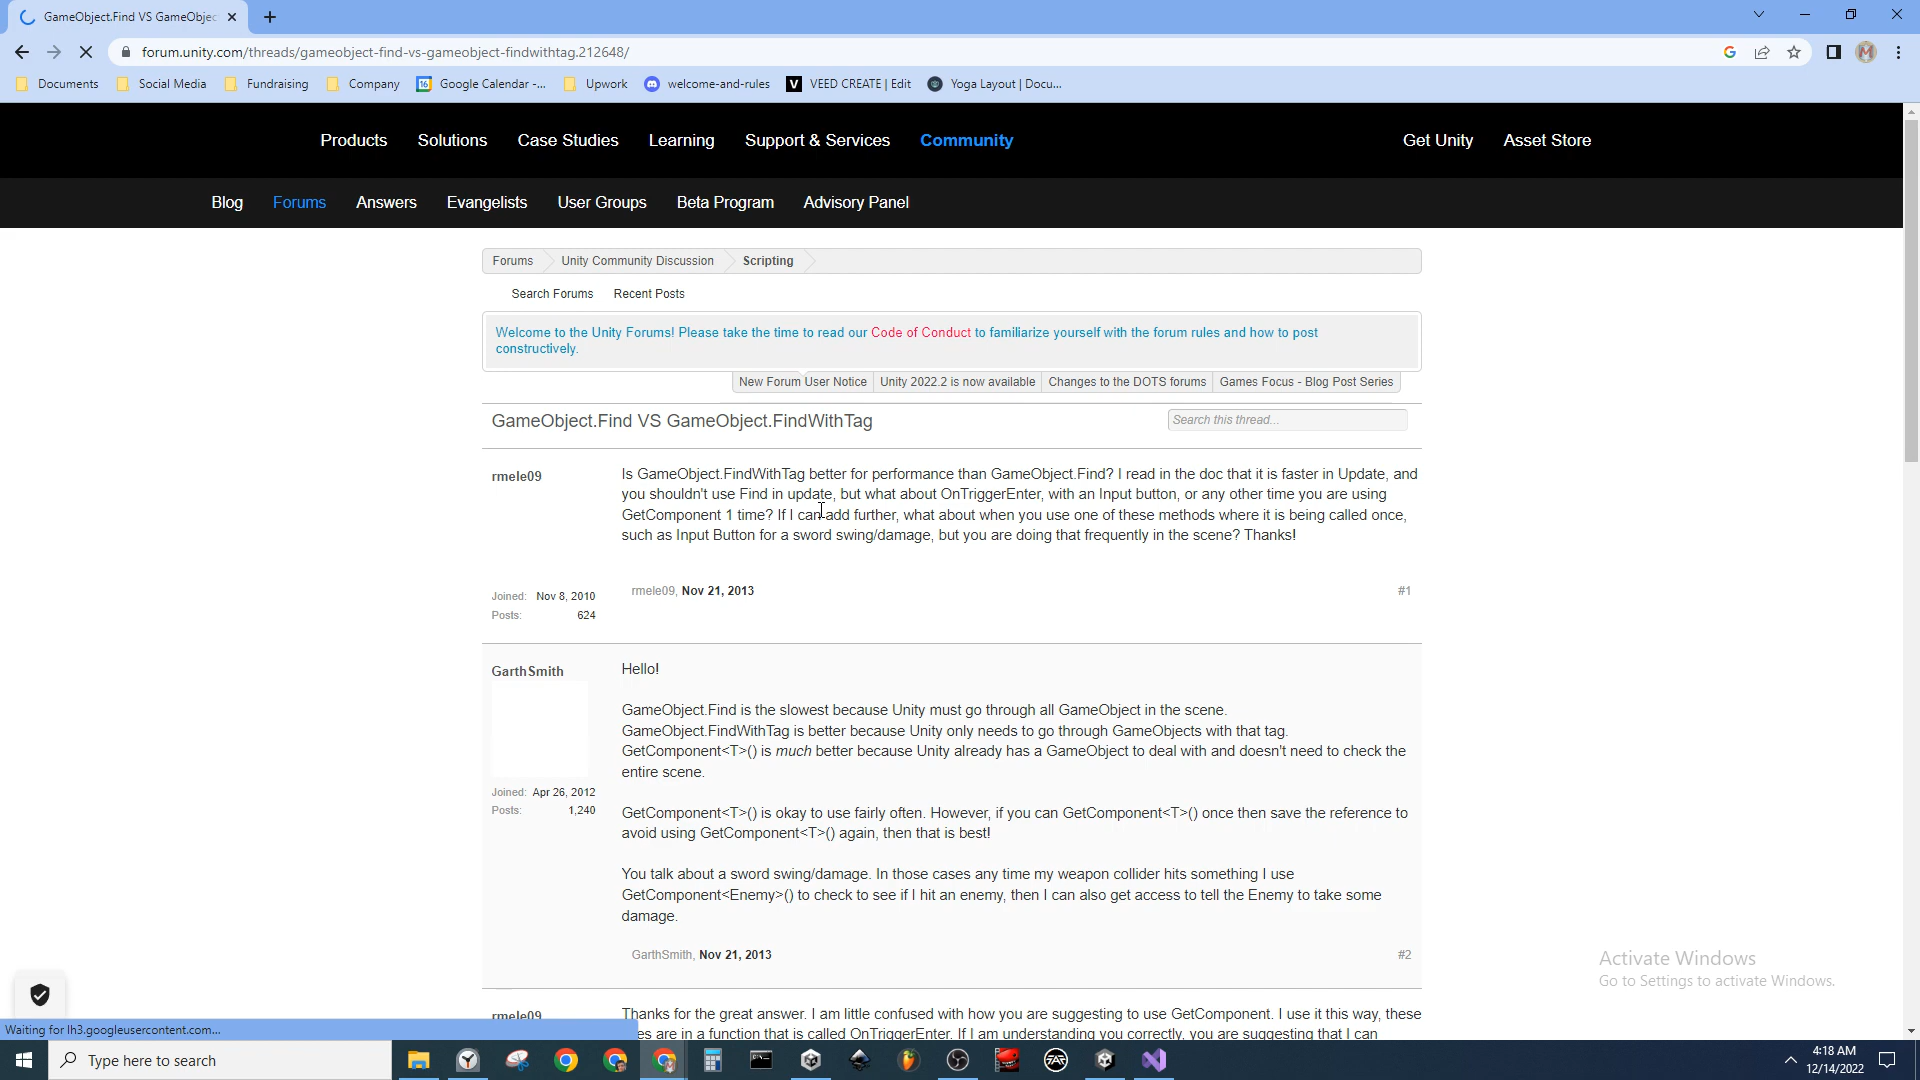 GameObject.Find VS GameObjec
forum.unity.com/threads/gameobject-find-vs-gameobject-findwithtag.212648/
Documents Social Media Fundraising Company Google Calendar -... Upwork welcome-and-rules VEED CREATE | Edit Yoga Layout | Docu...
Products Solutions Case Studies Learning Support & Services Community Get Unity Asset Store
Blog Forums Answers Evangelists User Groups Beta Program Advisory Panel
Forums Unity Community Discussion Scripting
Search Forums Recent Posts
Welcome to the Unity Forums! Please take the time to read our Code of Conduct to familiarize yourself with the forum rules and how to post
constructively.
New Forum User Notice Unity 2022.2 is now available Changes to the DOTS forums Games Focus - Blog Post Series
GameObject.Find VS GameObject.FindWithTag
Search this thread...
rmele09
Is GameObject.FindWithTag better for performance than GameObject.Find? I read in the doc that it is faster in Update, and
you shouldn't use Find in update, but what about OnTriggerEnter, with an Input button, or any other time you are using
GetComponent 1 time? If I can add further, what about when you use one of these methods where it is being called once,
such as Input Button for a sword swing/damage, but you are doing that frequently in the scene? Thanks!
Joined: Nov 8, 2010
Posts: 624
rmele09, Nov 21, 2013 #1
GarthSmith
Hello!
GameObject.Find is the slowest because Unity must go through all GameObject in the scene.
GameObject.FindWithTag is better because Unity only needs to go through GameObjects with that tag.
GetComponent<T>() is much better because Unity already has a GameObject to deal with and doesn't need to check the
entire scene.
Joined: Apr 26, 2012
Posts: 1,240
GetComponent<T>() is okay to use fairly often. However, if you can GetComponent<T>() once then save the reference to
avoid using GetComponent<T>() again, then that is best!
You talk about a sword swing/damage. In those cases any time my weapon collider hits something I use
GetComponent<Enemy>() to check to see if I hit an enemy, then I can also get access to tell the Enemy to take some
damage.
GarthSmith, Nov 21, 2013 #2
rmele09
Thanks for the great answer. I am little confused with how you are suggesting to use GetComponent. I use it this way, these
es are in a function that is called OnTriggerEnter. If I am understanding you correctly, you are suggesting that I can
Activate Windows
Go to Settings to activate Windows.
Waiting for lh3.googleusercontent.com...
Type here to search
4:18 AM
12/14/2022